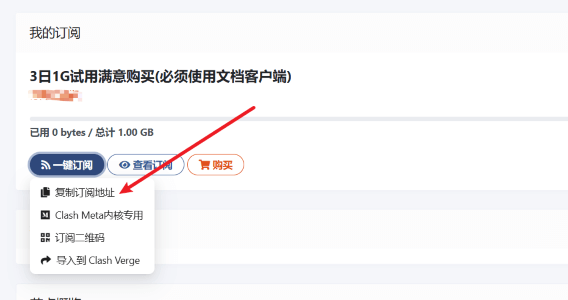 我的订阅
3日1G试用满意购买(必须使用文档客户端)
已用 0 bytes / 总计 1.00 GB
一键订阅 查看订阅 购买
复制订阅地址
Clash Meta内核专用
订阅二维码
导入到 Clash Verge